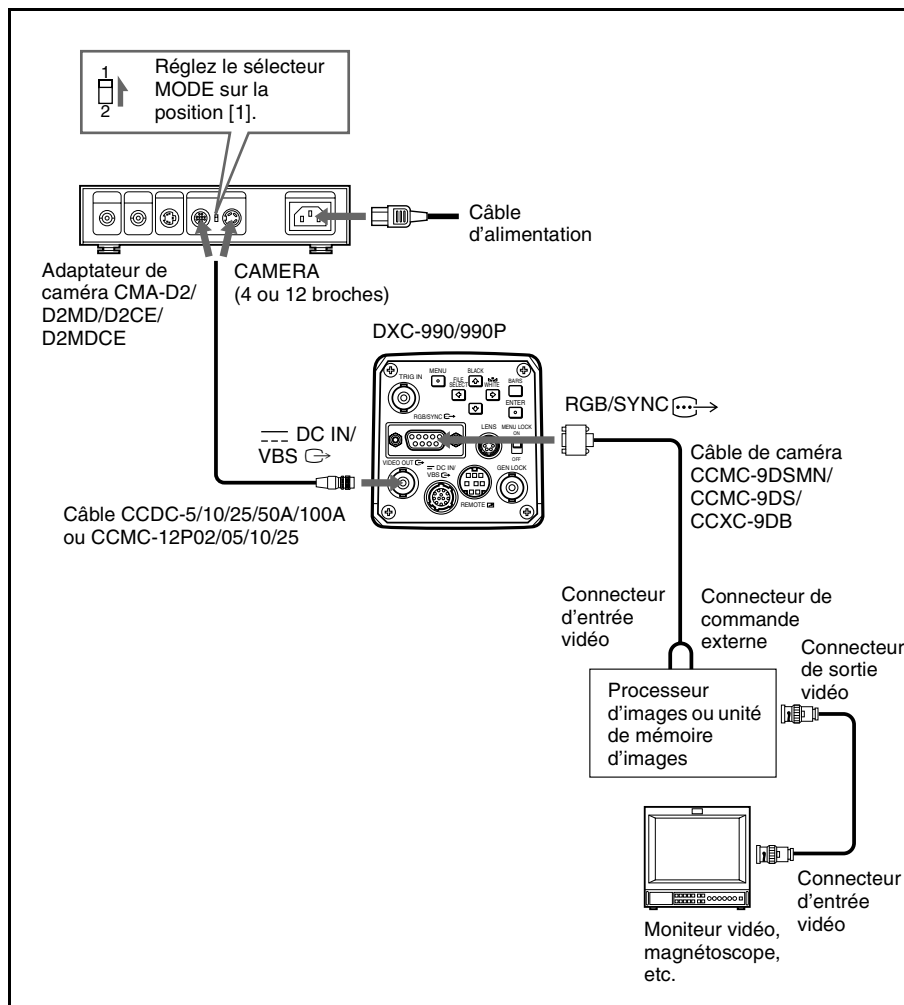 1
2
Réglez le sélecteur
MODE sur la
position [1].
Câble
d'alimentation
Adaptateur de
caméra CMA-D2/
D2MD/D2CE/
D2MDCE
CAMERA
(4 ou 12 broches)
DXC-990/990P
TRIG IN
MENU
BLACK
FILE
SELECT
WHITE
BARS
ENTER
RGB/SYNC
LENS
MENU LOCK
ON
OFF
VIDEO OUT
DC IN/
VBS
GEN LOCK
REMOTE
DC IN/
VBS
RGB/SYNC
Câble CCDC-5/10/25/50A/100A
ou CCMC-12P02/05/10/25
Câble de caméra
CCMC-9DSMN/
CCMC-9DS/
CCXC-9DB
Connecteur
d'entrée
vidéo
Connecteur de
commande
externe
Connecteur
de sortie
vidéo
Processeur
d'images ou unité
de mémoire
d'images
Connecteur
d'entrée
vidéo
Moniteur vidéo,
magnétoscope,
etc.